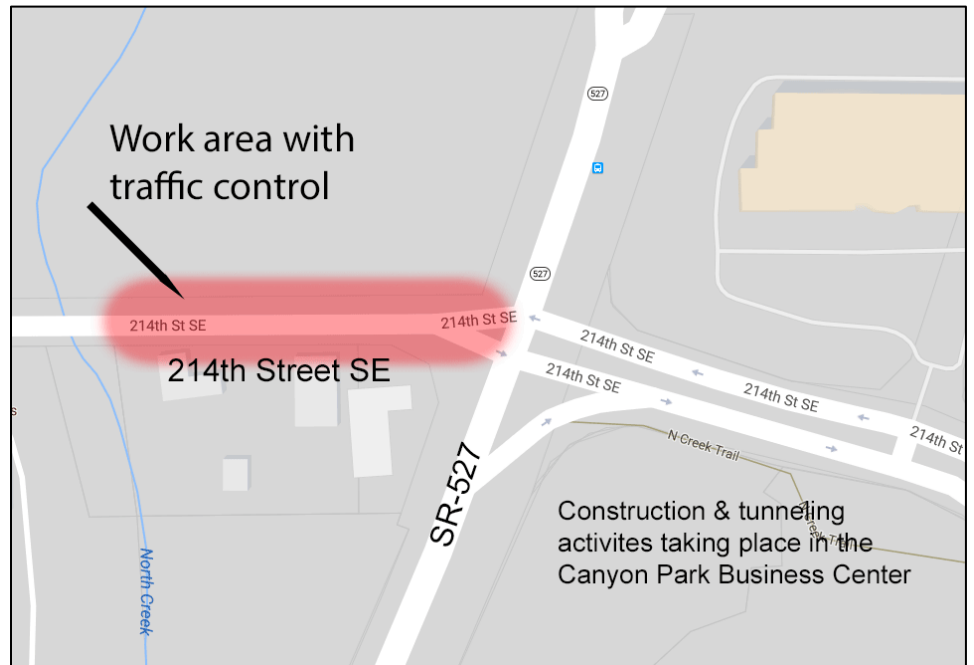 527
Work area with
traffic control
527
214th St SE
214th St SE
214th St SE
214th Street SE
214th St SE
214th St SE
214th St
s
N Creek Trail
SR-527
Construction & tunneling
activites taking place in the
Canyon Park Business Center
North Creek